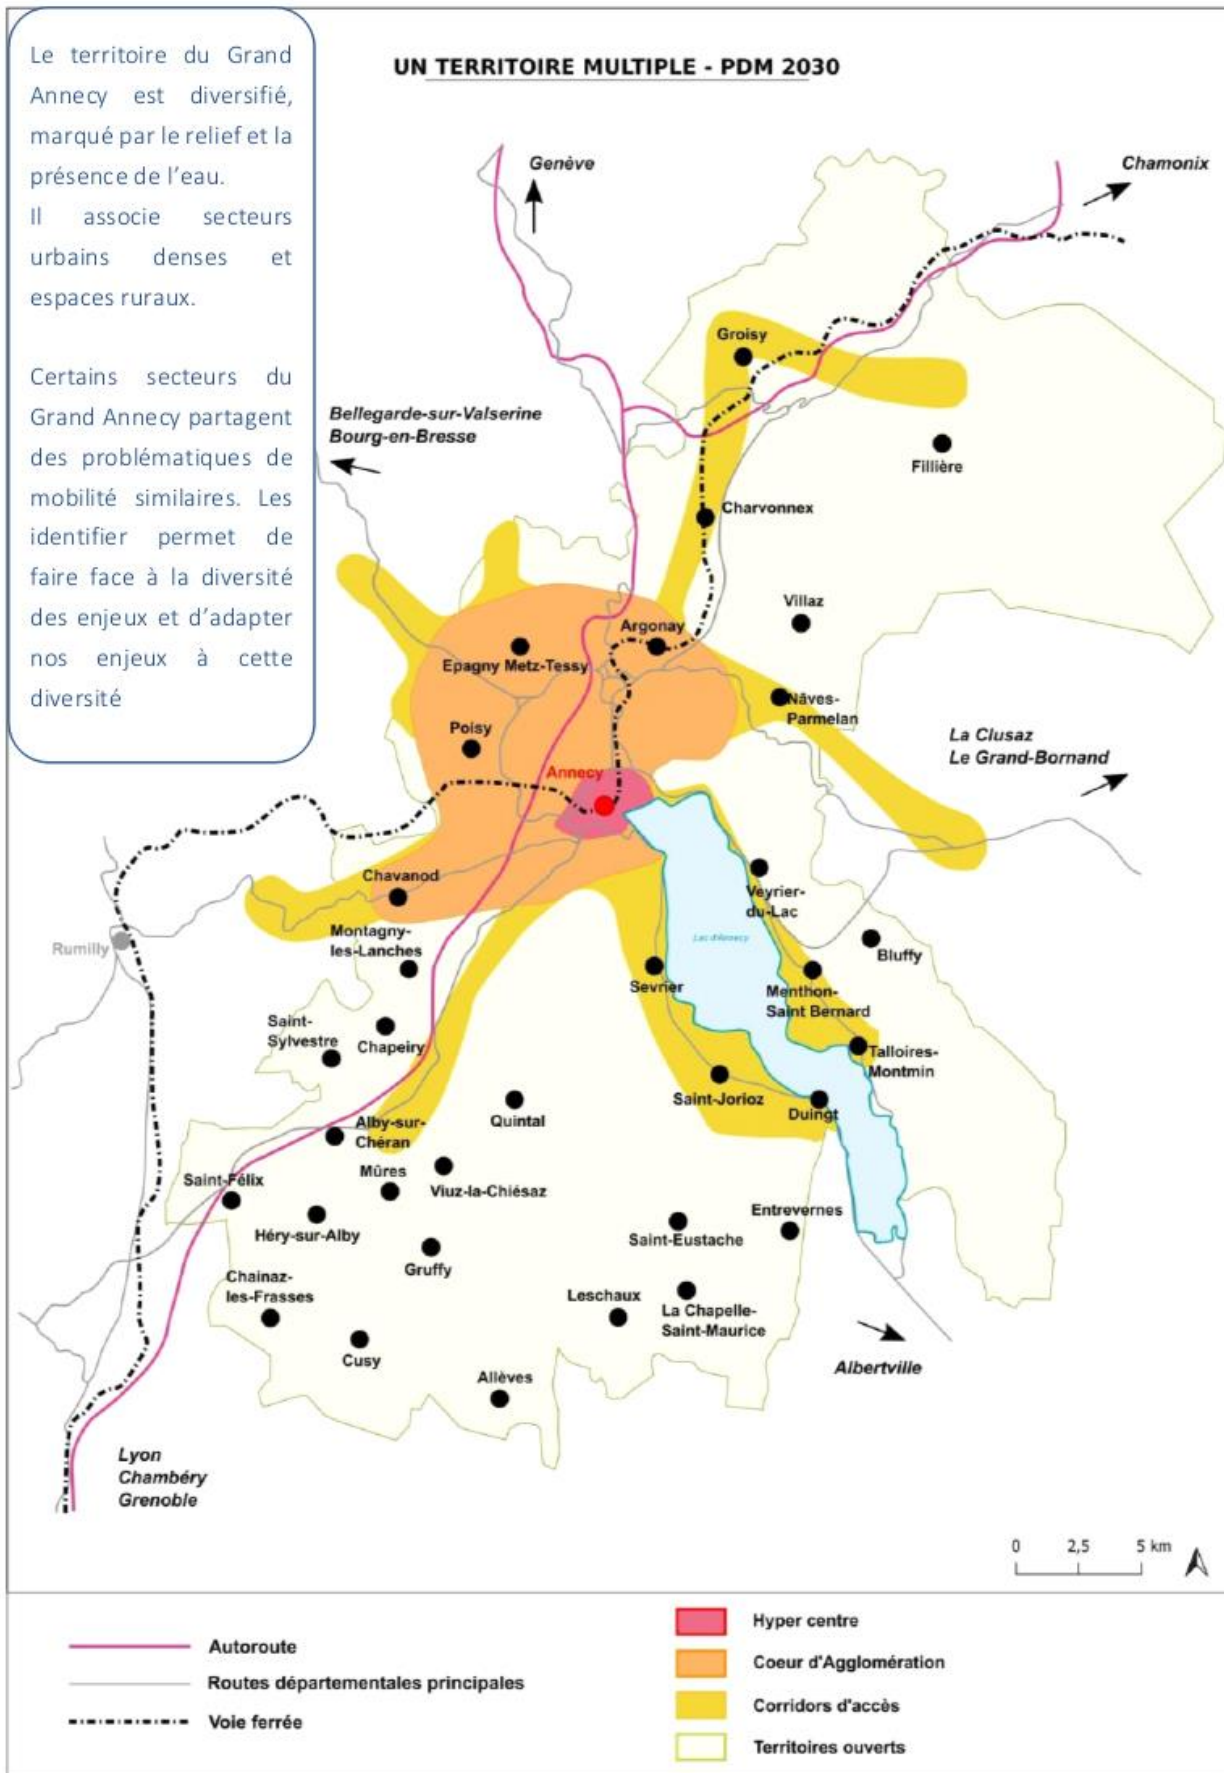 Le territoire du Grand
Annecy est diversifié,
marqué par le relief et la
présence de l'eau.
Il associe secteurs
urbains denses et
espaces ruraux.
Certains secteurs du
Grand Annecy partagent
des problématiques de
mobilité similaires. Les
identifier permet de
faire face à la diversité
des enjeux et d'adapter
nos enjeux à cette
diversité
UN TERRITOIRE MULTIPLE - PDM 2030
Genève
Chamonix
Groisy
Bellegarde-sur-Valserine
Bourg-en-Bresse
Fillière
Charvonnex
Villaz
Argonay
Epagny Metz-Tessy
Nâves-
Parmelan
Poisy
La Clusaz
Le Grand-Bornand
Annecy
Chavanod
Veyrier-
du-Lac
Montagny-
les-Lanches
Rumilly
Lac d'Annecy
Bluffy
Sevrier
Menthon-
Saint Bernard
Saint-
Sylvestre
Chapeiry
Talloires-
Montmin
Saint-Jorioz
Duingt
Quintal
Alby-sur-
Chéran
Mûres
Viuz-la-Chiésaz
Saint-Félix
Héry-sur-Alby
Entrevernes
Saint-Eustache
Gruffy
Chainaz-
les-Frasses
Leschaux
La Chapelle-
Saint-Maurice
Cusy
Albertville
Allèves
Lyon
Chambéry
Grenoble
0 2,5 5 km
Autoroute
Routes départementales principales
Voie ferrée
Hyper centre
Coeur d'Agglomération
Corridors d'accès
Territoires ouverts